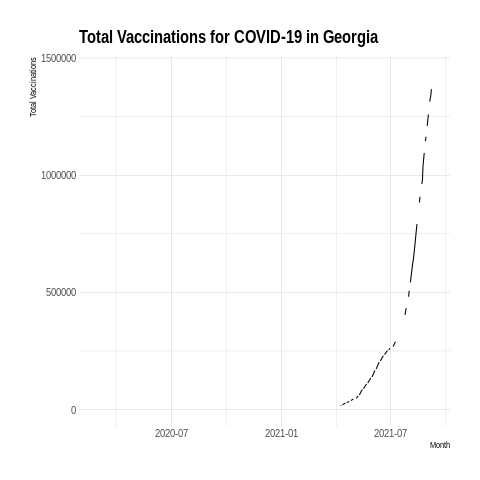 Total Vaccinations for COVID-19 in Georgia
Total Vaccinations
1500000
1000000
500000
0
2020-07
2021-01
2021-07
Month